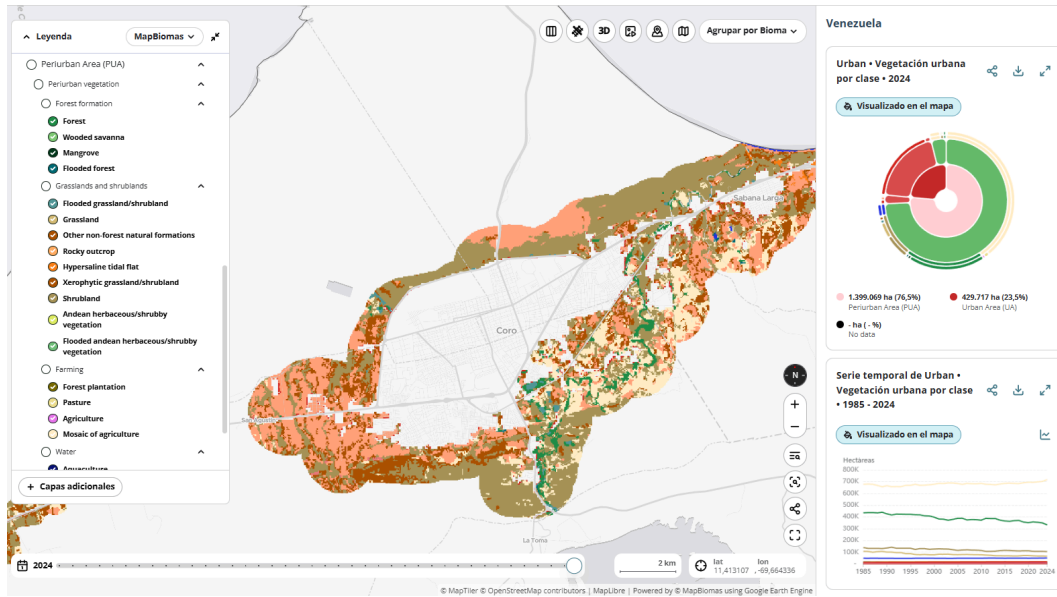 Leyenda
MapBiomas
Periurban Area (PUA)
Periurban vegetation
Forest formation
Forest
Wooded savanna
Mangrove
Flooded forest
Grasslands and shrublands
Flooded grassland/shrubland
Grassland
Other non-forest natural formations
Rocky outcrop
Hypersaline tidal flat
Xerophytic grassland/shrubland
Shrubland
Andean herbaceous/shrubby
vegetation
Flooded andean herbaceous/shrubby
vegetation
Farming
Forest plantation
Pasture
Agriculture
Mosaic of agriculture
Water
Aquaculture
+ Capas adicionales
3D
Agrupar por Bioma
Sabana Larga
Coro
La Toma
N
+
−
2024
2 km
lat
11,413107
lon
-69,664336
© MapTiler © OpenStreetMap contributors | MapLibre | Powered by © MapBiomas using Google Earth Engine
Venezuela
Urban • Vegetación urbana
por clase • 2024
Visualizado en el mapa
1.399.069 ha (76,5%)
Periurban Area (PUA)
429.717 ha (23,5%)
Urban Area (UA)
- ha ( - %)
No data
Serie temporal de Urban •
Vegetación urbana por clase
• 1985 - 2024
Visualizado en el mapa
Hectáreas
800K
700K
600K
500K
400K
300K
200K
100K
-
1985 1990 1995 2000 2005 2010 2015 2020 2024